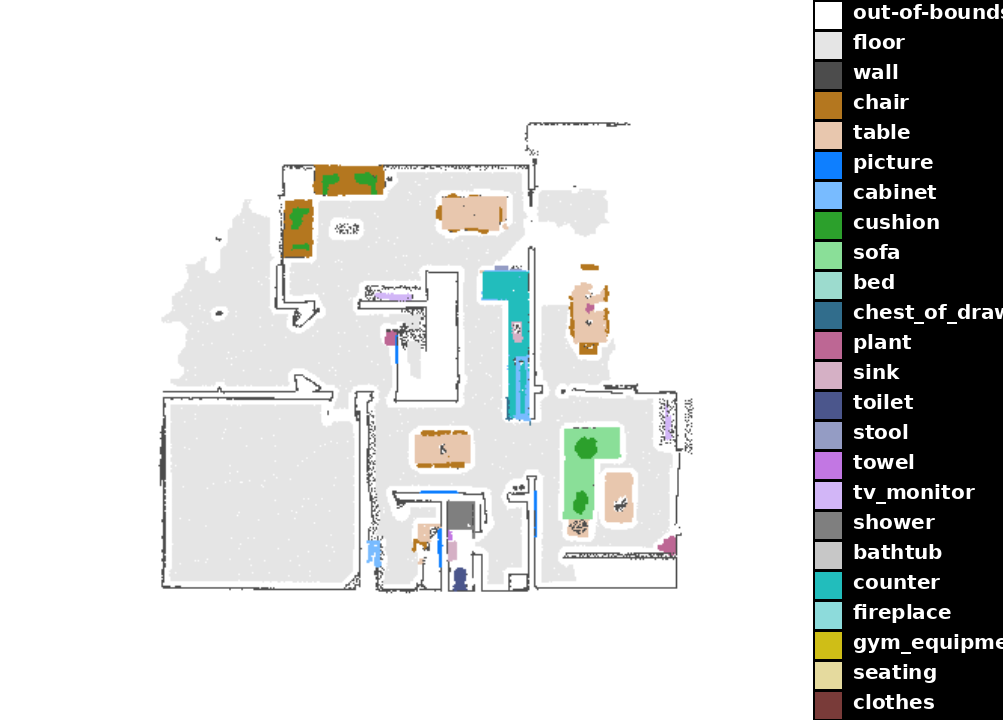 out-of-bounds
floor
wall
chair
table
picture
cabinet
cushion
sofa
bed
chest_of_draw
plant
sink
toilet
stool
towel
tv_monitor
shower
bathtub
counter
fireplace
gym_equipme
seating
clothes